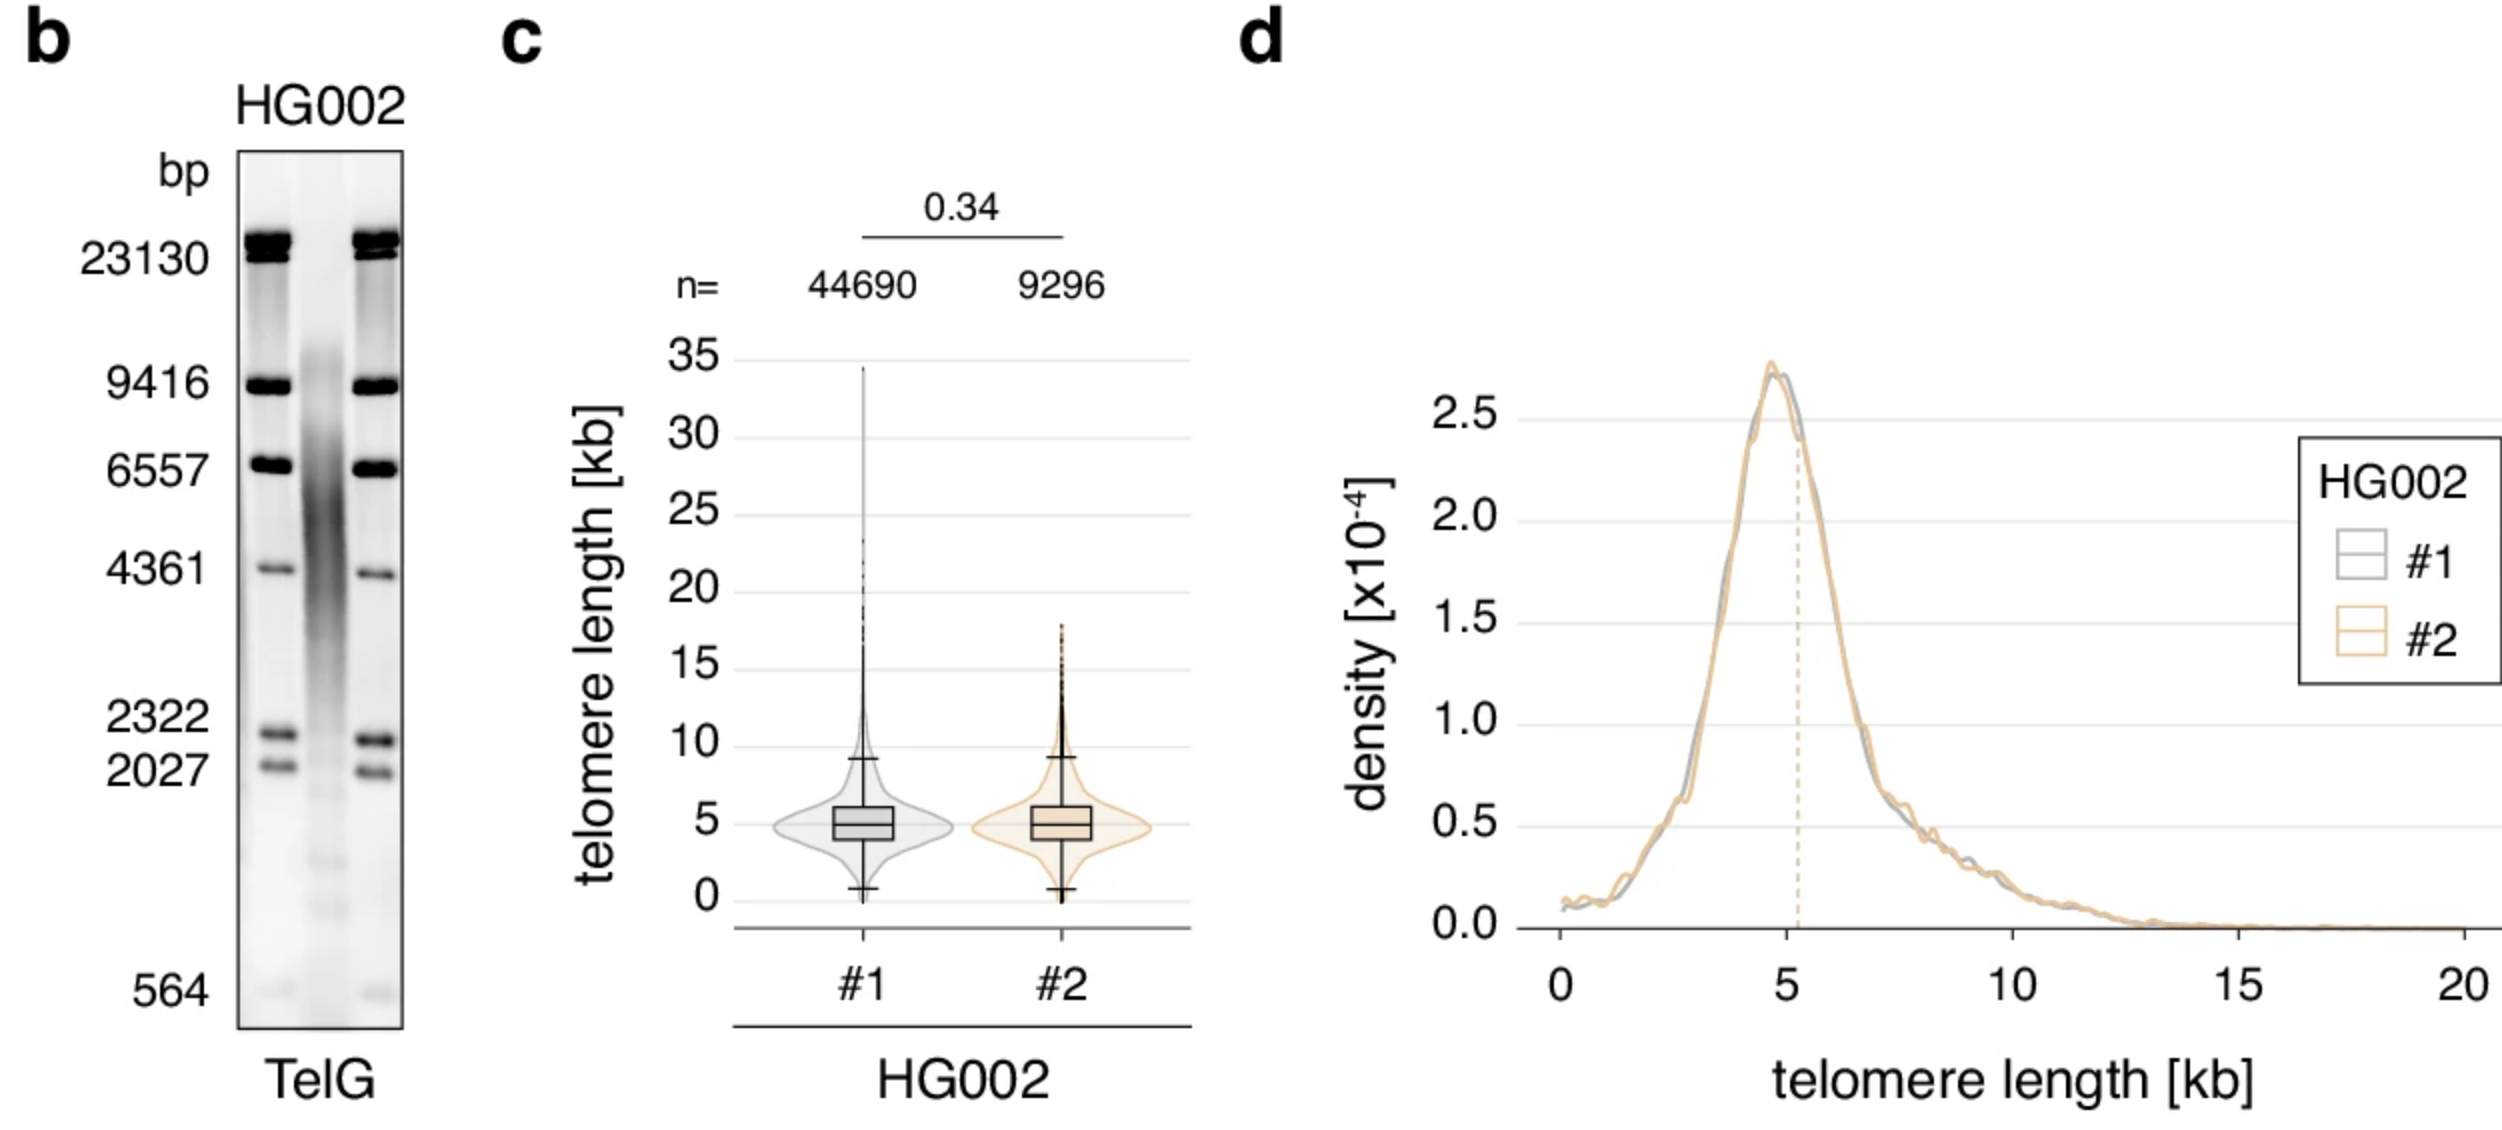 b
HG002
bp
23130
9416
6557
4361
2322
2027
564
TelG
c
0.34
n= 44690 9296
telomere length [kb]
35
30
25
20
15
10
5
0
#1 #2
HG002
d
density [x10⁻⁴]
2.5
2.0
1.5
1.0
0.5
0.0
0 5 10 15 20
telomere length [kb]
HG002
#1
#2